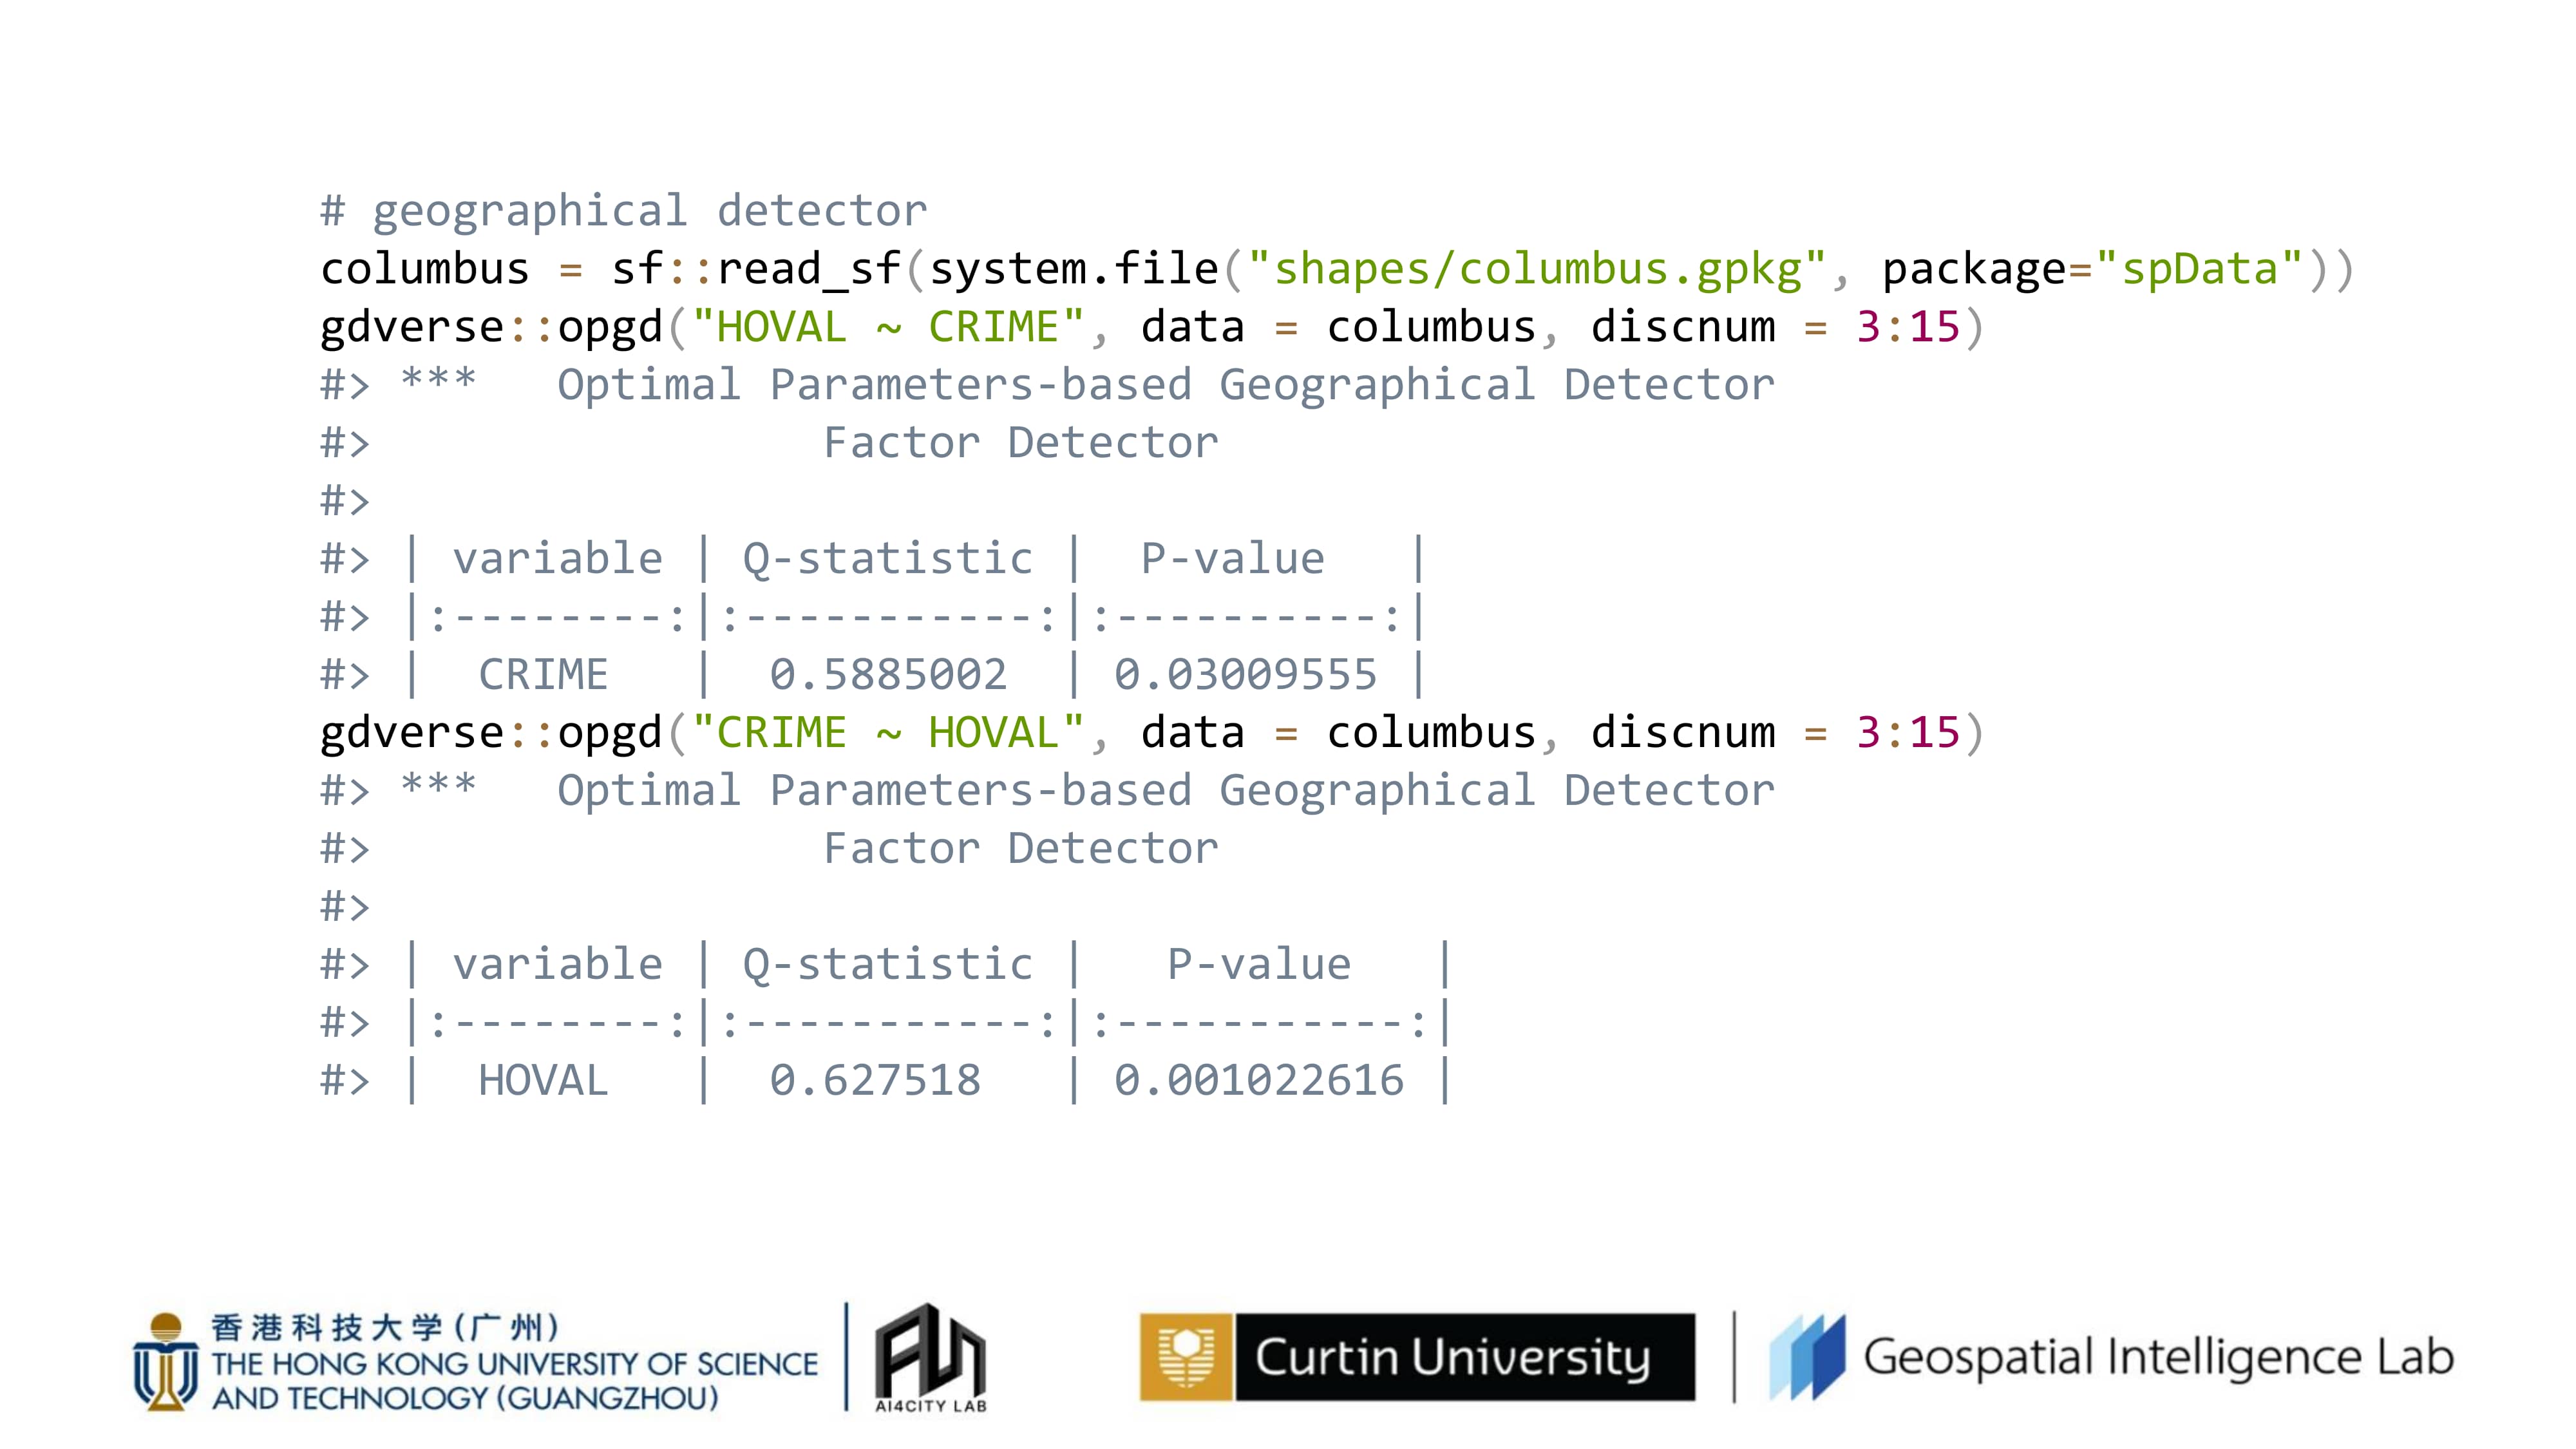 # geographical detector
columbus = sf::read_sf(system.file("shapes/columbus.gpkg", package="spData"))
gdverse::opgd("HOVAL ~ CRIME", data = columbus, discnum = 3:15)
#> ***   Optimal Parameters-based Geographical Detector
#>                   Factor Detector
#>
#> | variable | Q-statistic |  P-value   |
#> |:--------:|:-----------:|:----------:|
#> |  CRIME   |  0.5885002  | 0.03009555 |
gdverse::opgd("CRIME ~ HOVAL", data = columbus, discnum = 3:15)
#> ***   Optimal Parameters-based Geographical Detector
#>                   Factor Detector
#>
#> | variable | Q-statistic |   P-value   |
#> |:--------:|:-----------:|:-----------:|
#> |  HOVAL   |  0.627518   | 0.001022616 |
香港科技大学(广州)
THE HONG KONG UNIVERSITY OF SCIENCE
AND TECHNOLOGY (GUANGZHOU)
AI4CITY LAB
Curtin University
Geospatial Intelligence Lab